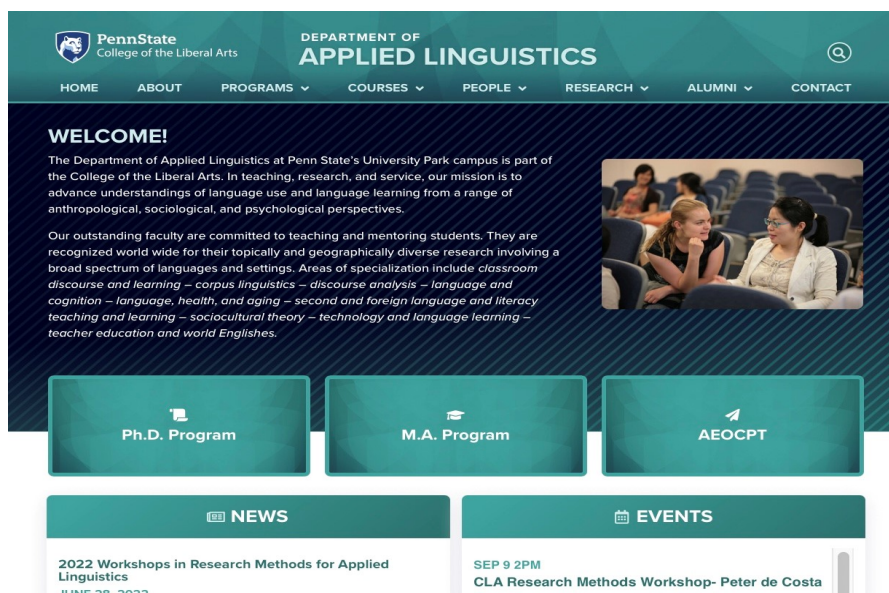 PennState
College of the Liberal Arts
DEPARTMENT OF
APPLIED LINGUISTICS
HOME ABOUT PROGRAMS COURSES PEOPLE RESEARCH ALUMNI CONTACT
WELCOME!
The Department of Applied Linguistics at Penn State's University Park campus is part of
the College of the Liberal Arts. In teaching, research, and service, our mission is to
advance understandings of language use and language learning from a range of
anthropological, sociological, and psychological perspectives.
Our outstanding faculty are committed to teaching and mentoring students. They are
recognized world wide for their topically and geographically diverse research involving a
broad spectrum of languages and settings. Areas of specialization include classroom
discourse and learning – corpus linguistics – discourse analysis – language and
cognition – language, health, and aging – second and foreign language and literacy
teaching and learning – sociocultural theory – technology and language learning –
teacher education and world Englishes.
Ph.D. Program
M.A. Program
AEOCPT
NEWS
2022 Workshops in Research Methods for Applied
Linguistics
JUNE 28, 2022
EVENTS
SEP 9 2PM
CLA Research Methods Workshop- Peter de Costa